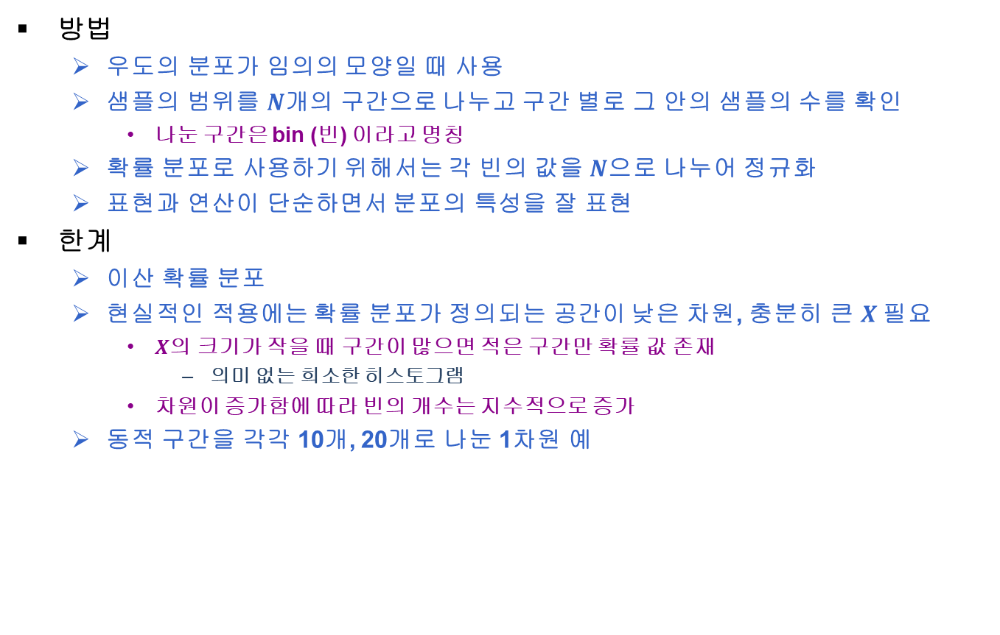 ▪ 방법
➢ 우도의 분포가 임의의 모양일 때 사용
➢ 샘플의 범위를 N개의 구간으로 나누고 구간 별로 그 안의 샘플의 수를 확인
• 나눈 구간은 bin (빈) 이라고 명칭
➢ 확률 분포로 사용하기 위해서는 각 빈의 값을 N으로 나누어 정규화
➢ 표현과 연산이 단순하면서 분포의 특성을 잘 표현
▪ 한계
➢ 이산 확률 분포
➢ 현실적인 적용에는 확률 분포가 정의되는 공간이 낮은 차원, 충분히 큰 X 필요
• X의 크기가 작을 때 구간이 많으면 적은 구간만 확률 값 존재
– 의미 없는 희소한 히스토그램
• 차원이 증가함에 따라 빈의 개수는 지수적으로 증가
➢ 동적 구간을 각각 10개, 20개로 나눈 1차원 예